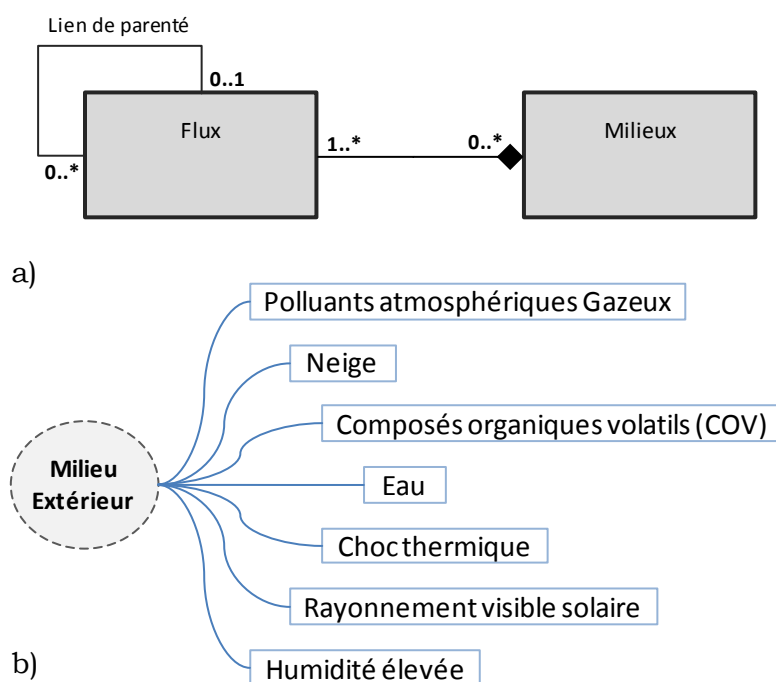 Lien de parenté
0..1
Flux
Milieux
1..*
0..*
0..*
a)
Polluants atmosphériques Gazeux
Neige
Composés organiques volatils (COV)
Milieu
Extérieur
Eau
Choc thermique
Rayonnement visible solaire
b)
Humidité élevée